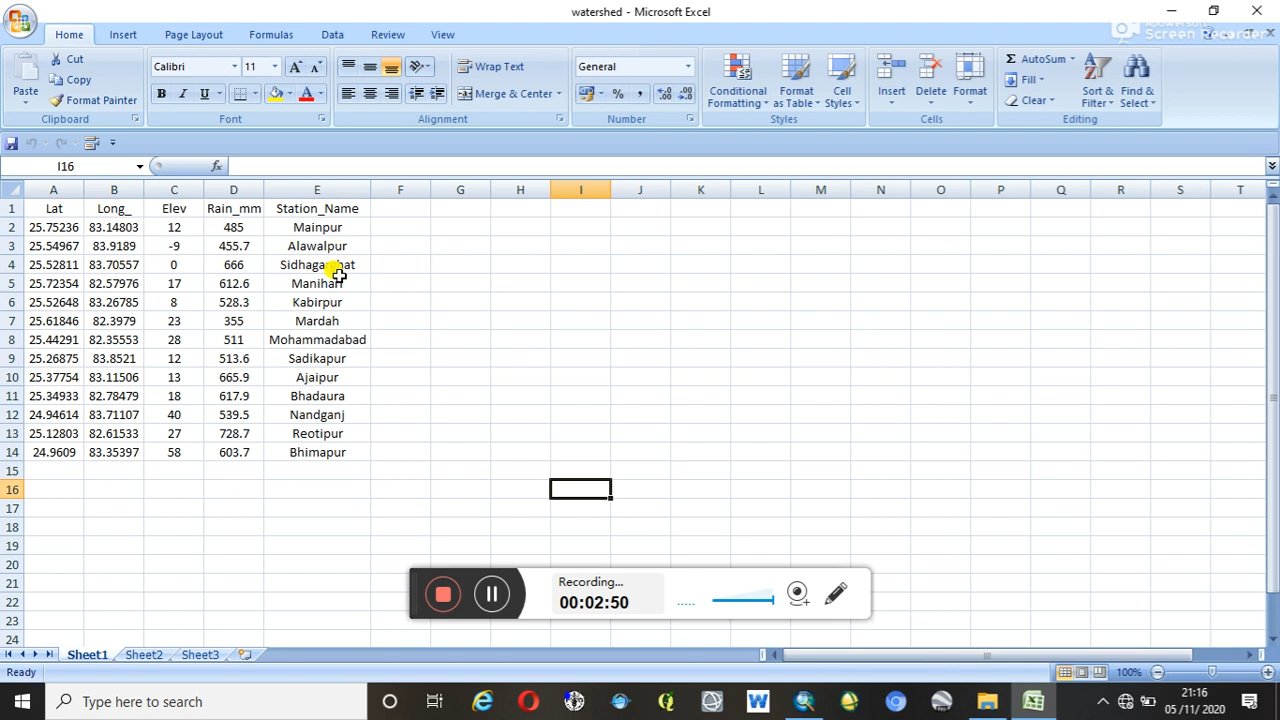 watershed - Microsoft Excel
Apowersoft
Screen Recorder
Home Insert Page Layout Formulas Data Review View
Paste
Cut
Copy
Format Painter
Clipboard
Calibri 11
B I U
Font
Wrap Text
Merge & Center
Alignment
General
% ,
Number
Conditional Formatting
Format as Table
Cell Styles
Styles
Insert Delete Format
Cells
AutoSum
Fill
Clear
Sort & Filter
Find & Select
Editing
I16 fx
A B C D E F G H I J K L M N O P Q R S T
1 Lat Long_ Elev Rain_mm Station_Name
2 25.75236 83.14803 12 485 Mainpur
3 25.54967 83.9189 -9 455.7 Alawalpur
4 25.52811 83.70557 0 666
5 25.72354 82.57976 17 612.6 Manihari
6 25.52648 83.26785 8 528.3 Kabirpur
7 25.61846 82.3979 23 355 Mardah
8 25.44291 82.35553 28 511 Mohammadabad
9 25.26875 83.8521 12 513.6 Sadikapur
10 25.37754 83.11506 13 665.9 Ajaipur
11 25.34933 82.78479 18 617.9 Bhadaura
12 24.94614 83.71107 40 539.5 Nandganj
13 25.12803 82.61533 27 728.7 Reotipur
14 24.9609 83.35397 58 603.7 Bhimapur
15
16
17
18
19
20
21
22
23
24
Recording...
00:02:50
Sheet1 Sheet2 Sheet3
Ready 100%
Type here to search
21:16
05/11/2020